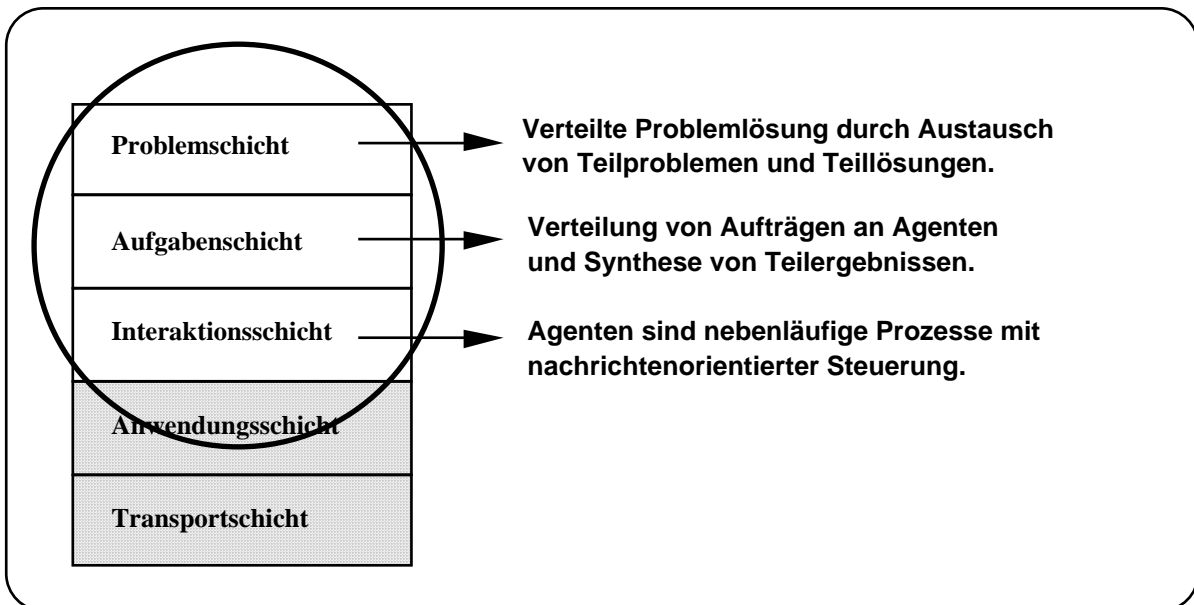 Problemschicht
Verteilte Problemlösung durch Austausch
von Teilproblemen und Teillösungen.
Aufgabenschicht
Verteilung von Aufträgen an Agenten
und Synthese von Teilergebnissen.
Interaktionsschicht
Agenten sind nebenläufige Prozesse mit
nachrichtenorientierter Steuerung.
Anwendungsschicht
Transportschicht